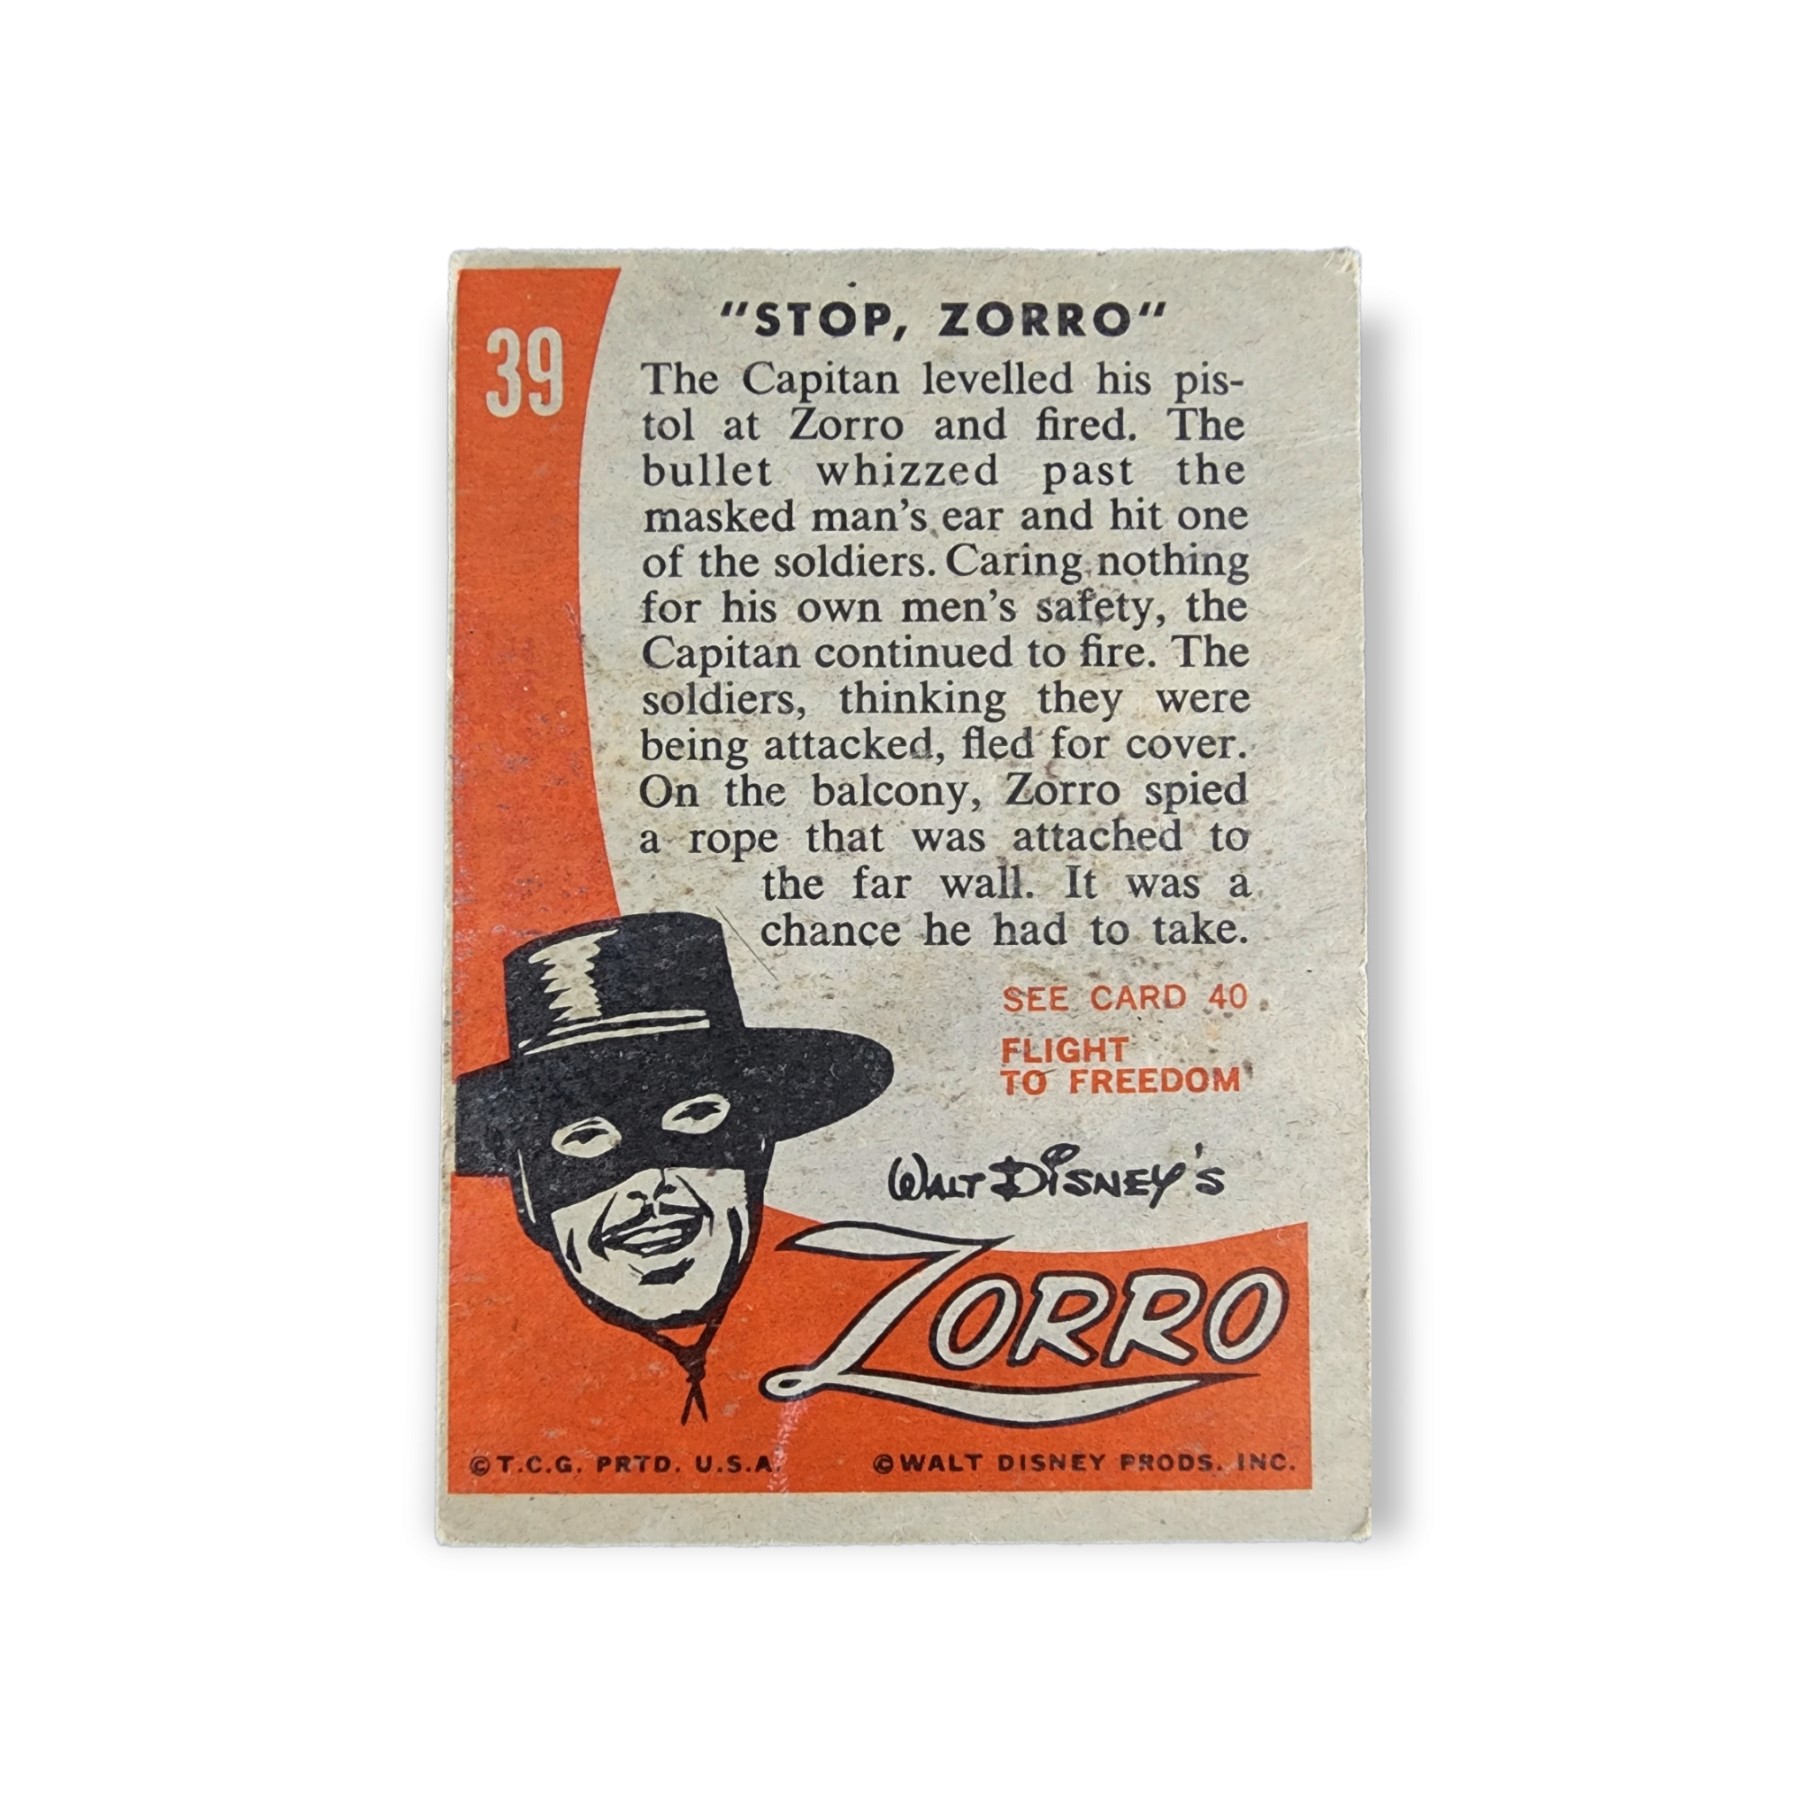 39
"STOP, ZORRO"
The Capitan levelled his pis-
tol at Zorro and fired. The
bullet whizzed past the
masked man's ear and hit one
of the soldiers. Caring nothing
for his own men's safety, the
Capitan continued to fire. The
soldiers, thinking they were
being attacked, fled for cover.
On the balcony, Zorro spied
a rope that was attached to
the far wall. It was a
chance he had to take.
SEE CARD 40
FLIGHT
TO FREEDOM
WALT DISNEY'S
ZORRO
©T.C.G. PRTD. U.S.A.
©WALT DISNEY PRODS. INC.